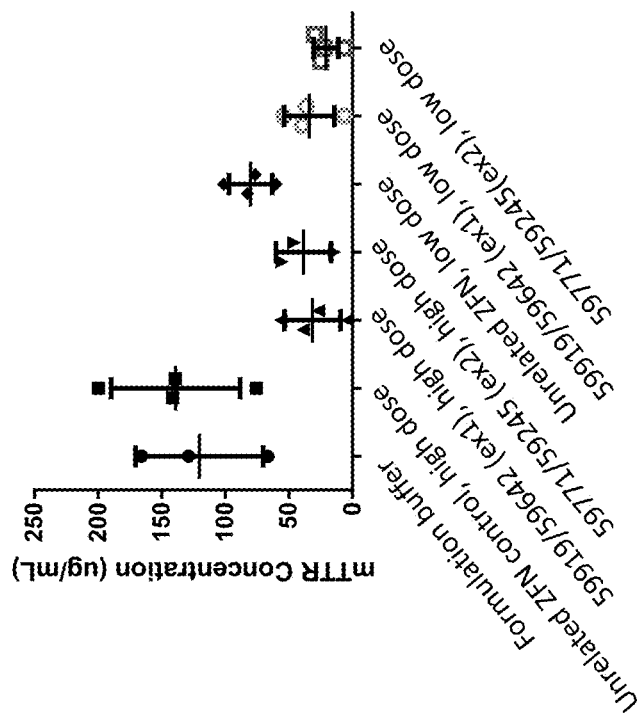 mTTR Concentration (ug/mL)
250
200
150
100
50
0
Formulation buffer
Unrelated ZFN control, high dose
59919/59642 (ex1), high dose
59771/59245 (ex2), high dose
Unrelated ZFN, low dose
59919/59642 (ex1), low dose
59771/59245(ex2), low dose